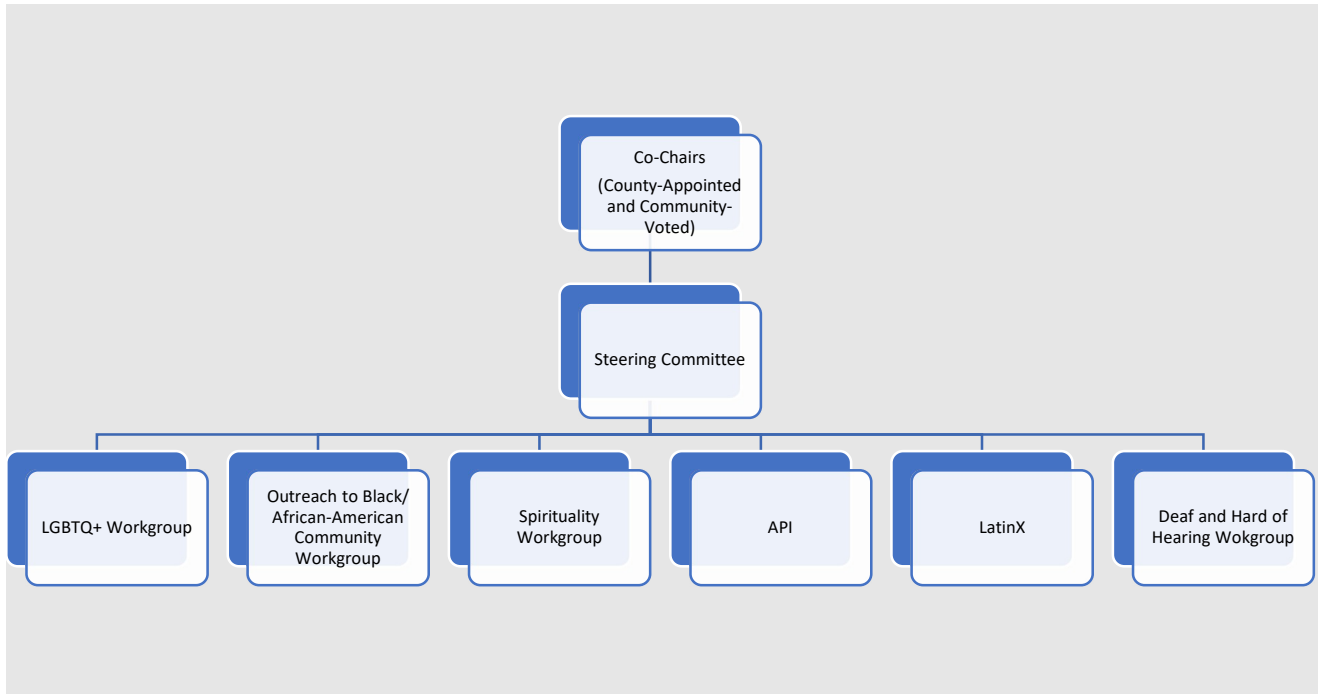 Co-Chairs
(County-Appointed
and Community-
Voted)
Steering Committee
LGBTQ+ Workgroup
Outreach to Black/
African-American
Community
Workgroup
Spirituality
Workgroup
API
LatinX
Deaf and Hard of
Hearing Wokgroup